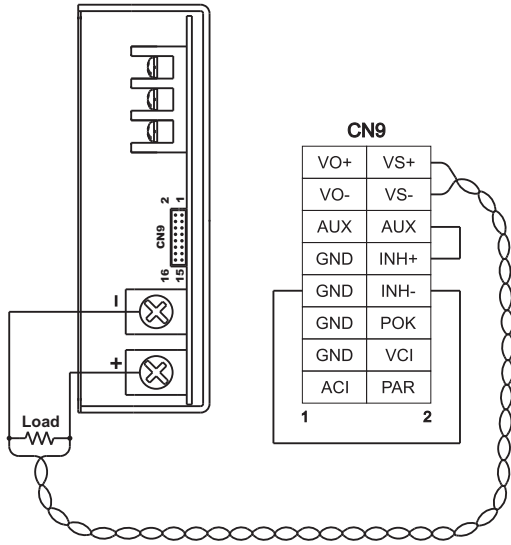 CN9
VO+ VS+
VO- VS-
AUX AUX
GND INH+
GND INH-
GND POK
GND VCI
ACI PAR
1 2
2 1
CN9
16 15
-
+
Load